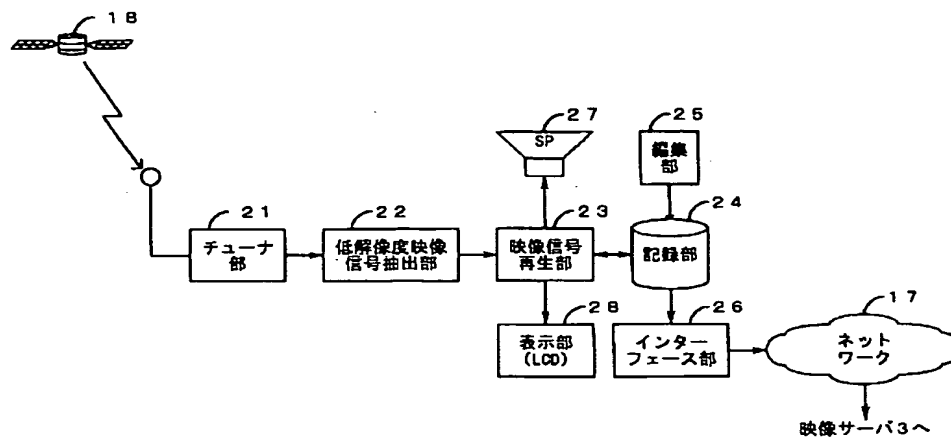 18
27
SP
25
編集
部
21
チューナ
部
22
低解像度映像
信号抽出部
23
映像信号
再生部
24
記録部
28
表示部
(LCD)
26
インター
フェース部
17
ネット
ワーク
映像サーバ3へ